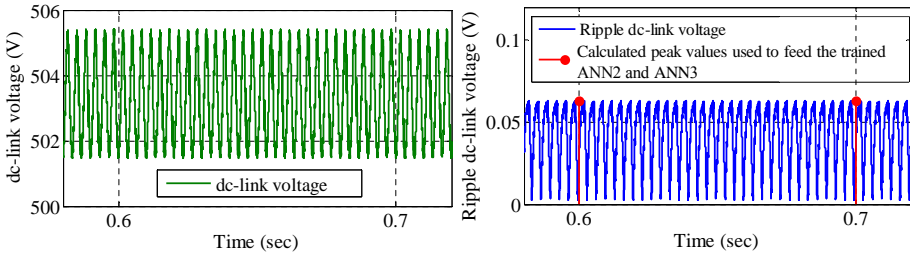 dc-link voltage (V)
506
504
502
500
dc-link voltage
0.6
0.7
Time (sec)
Ripple dc-link voltage (V)
0.1
0.05
0
Ripple dc-link voltage
Calculated peak values used to feed the trained
ANN2 and ANN3
0.6
0.7
Time (sec)